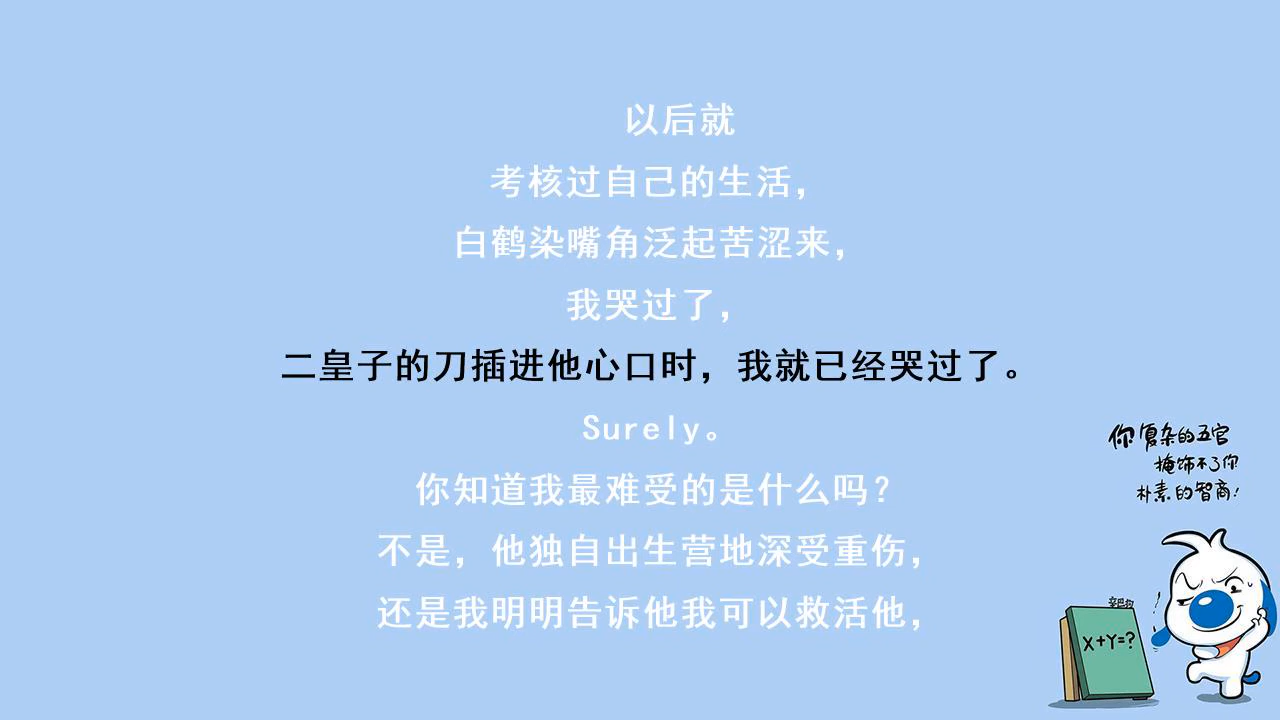 以后就
考核过自己的生活，
白鹤染嘴角泛起苦涩来，
我哭过了，
二皇子的刀插进他心口时，我就已经哭过了。
Surely。
你知道我最难受的是什么吗？
不是，他独自出生营地深受重伤，
还是我明明告诉他我可以救活他，
你复杂的五官
掩饰不了你
朴素的智商！
X+Y=?